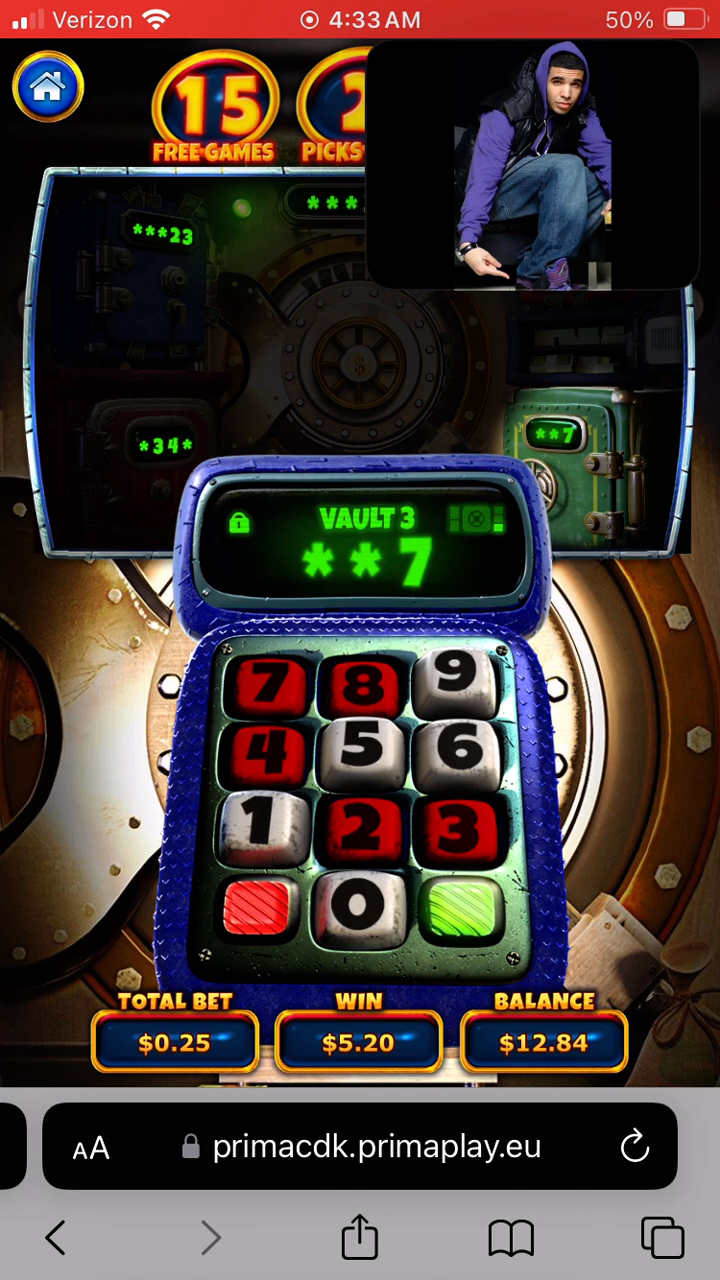 Verizon 4:33 AM 50%
15
FREE GAMES
2
PICKS
***23
***
*34*
**7
VAULT 3
**7
7 8 9
4 5 6
1 2 3
0
TOTAL BET WIN BALANCE
$0.25 $5.20 $12.84
AA primacdk.primaplay.eu